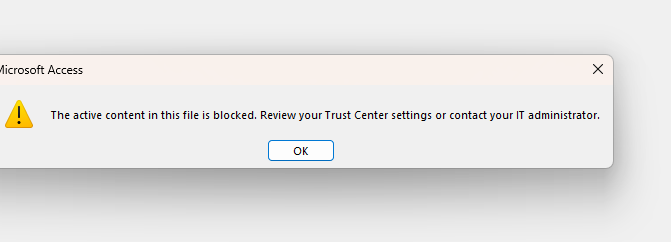 Microsoft Access
The active content in this file is blocked. Review your Trust Center settings or contact your IT administrator.
OK